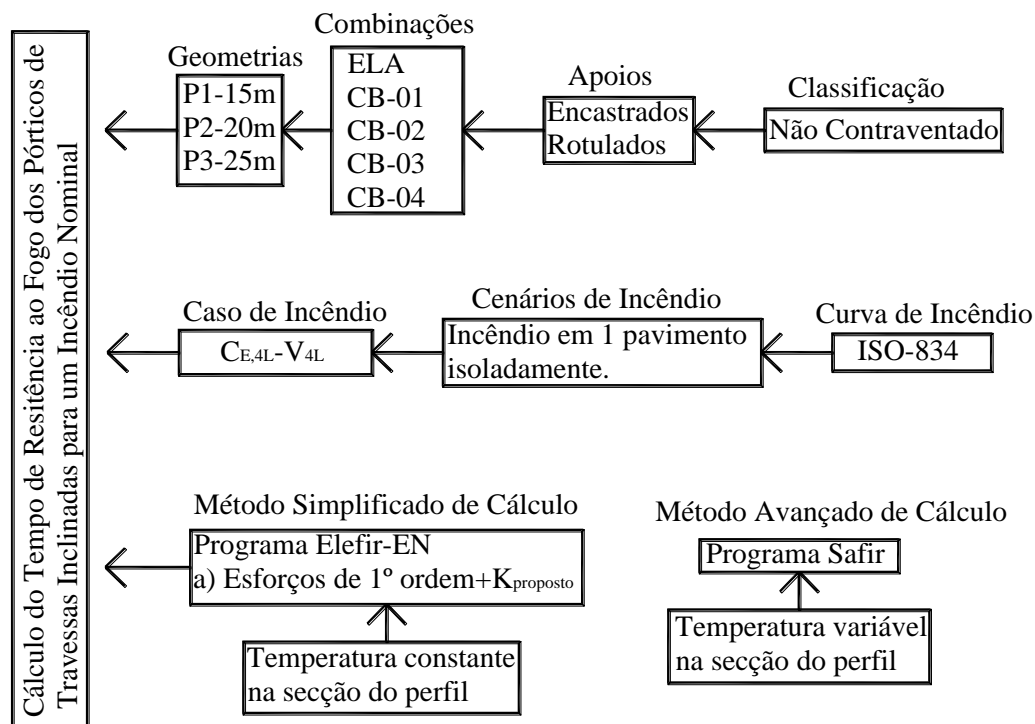 Cálculo do Tempo de Resitência ao Fogo dos Pórticos de
Travessas Inclinadas para um Incêndio Nominal
Geometrias
P1-15m
P2-20m
P3-25m
Combinações
ELA
CB-01
CB-02
CB-03
CB-04
Apoios
Encastrados
Rotulados
Classificação
Não Contraventado
Caso de Incêndio
CE,4L-V4L
Cenários de Incêndio
Incêndio em 1 pavimento
isoladamente.
Curva de Incêndio
ISO-834
Método Simplificado de Cálculo
Programa Elefir-EN
a) Esforços de 1º ordem+Kproposto
Temperatura constante
na secção do perfil
Método Avançado de Cálculo
Programa Safir
Temperatura variável
na secção do perfil